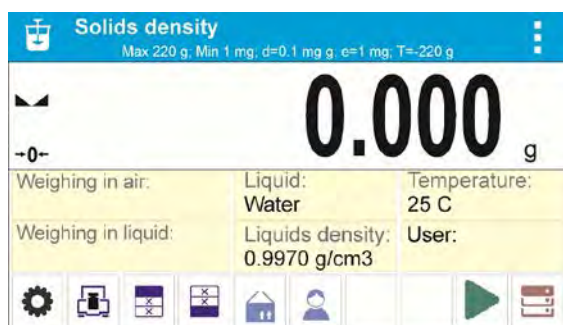 Solids density
Max 220 g; Min 1 mg; d=0.1 mg g; e=1 mg; T=-220 g
0.000 g
→0←
Weighing in air:
Liquid:
Temperature:
Water
25 C
Weighing in liquid:
Liquids density:
User:
0.9970 g/cm3